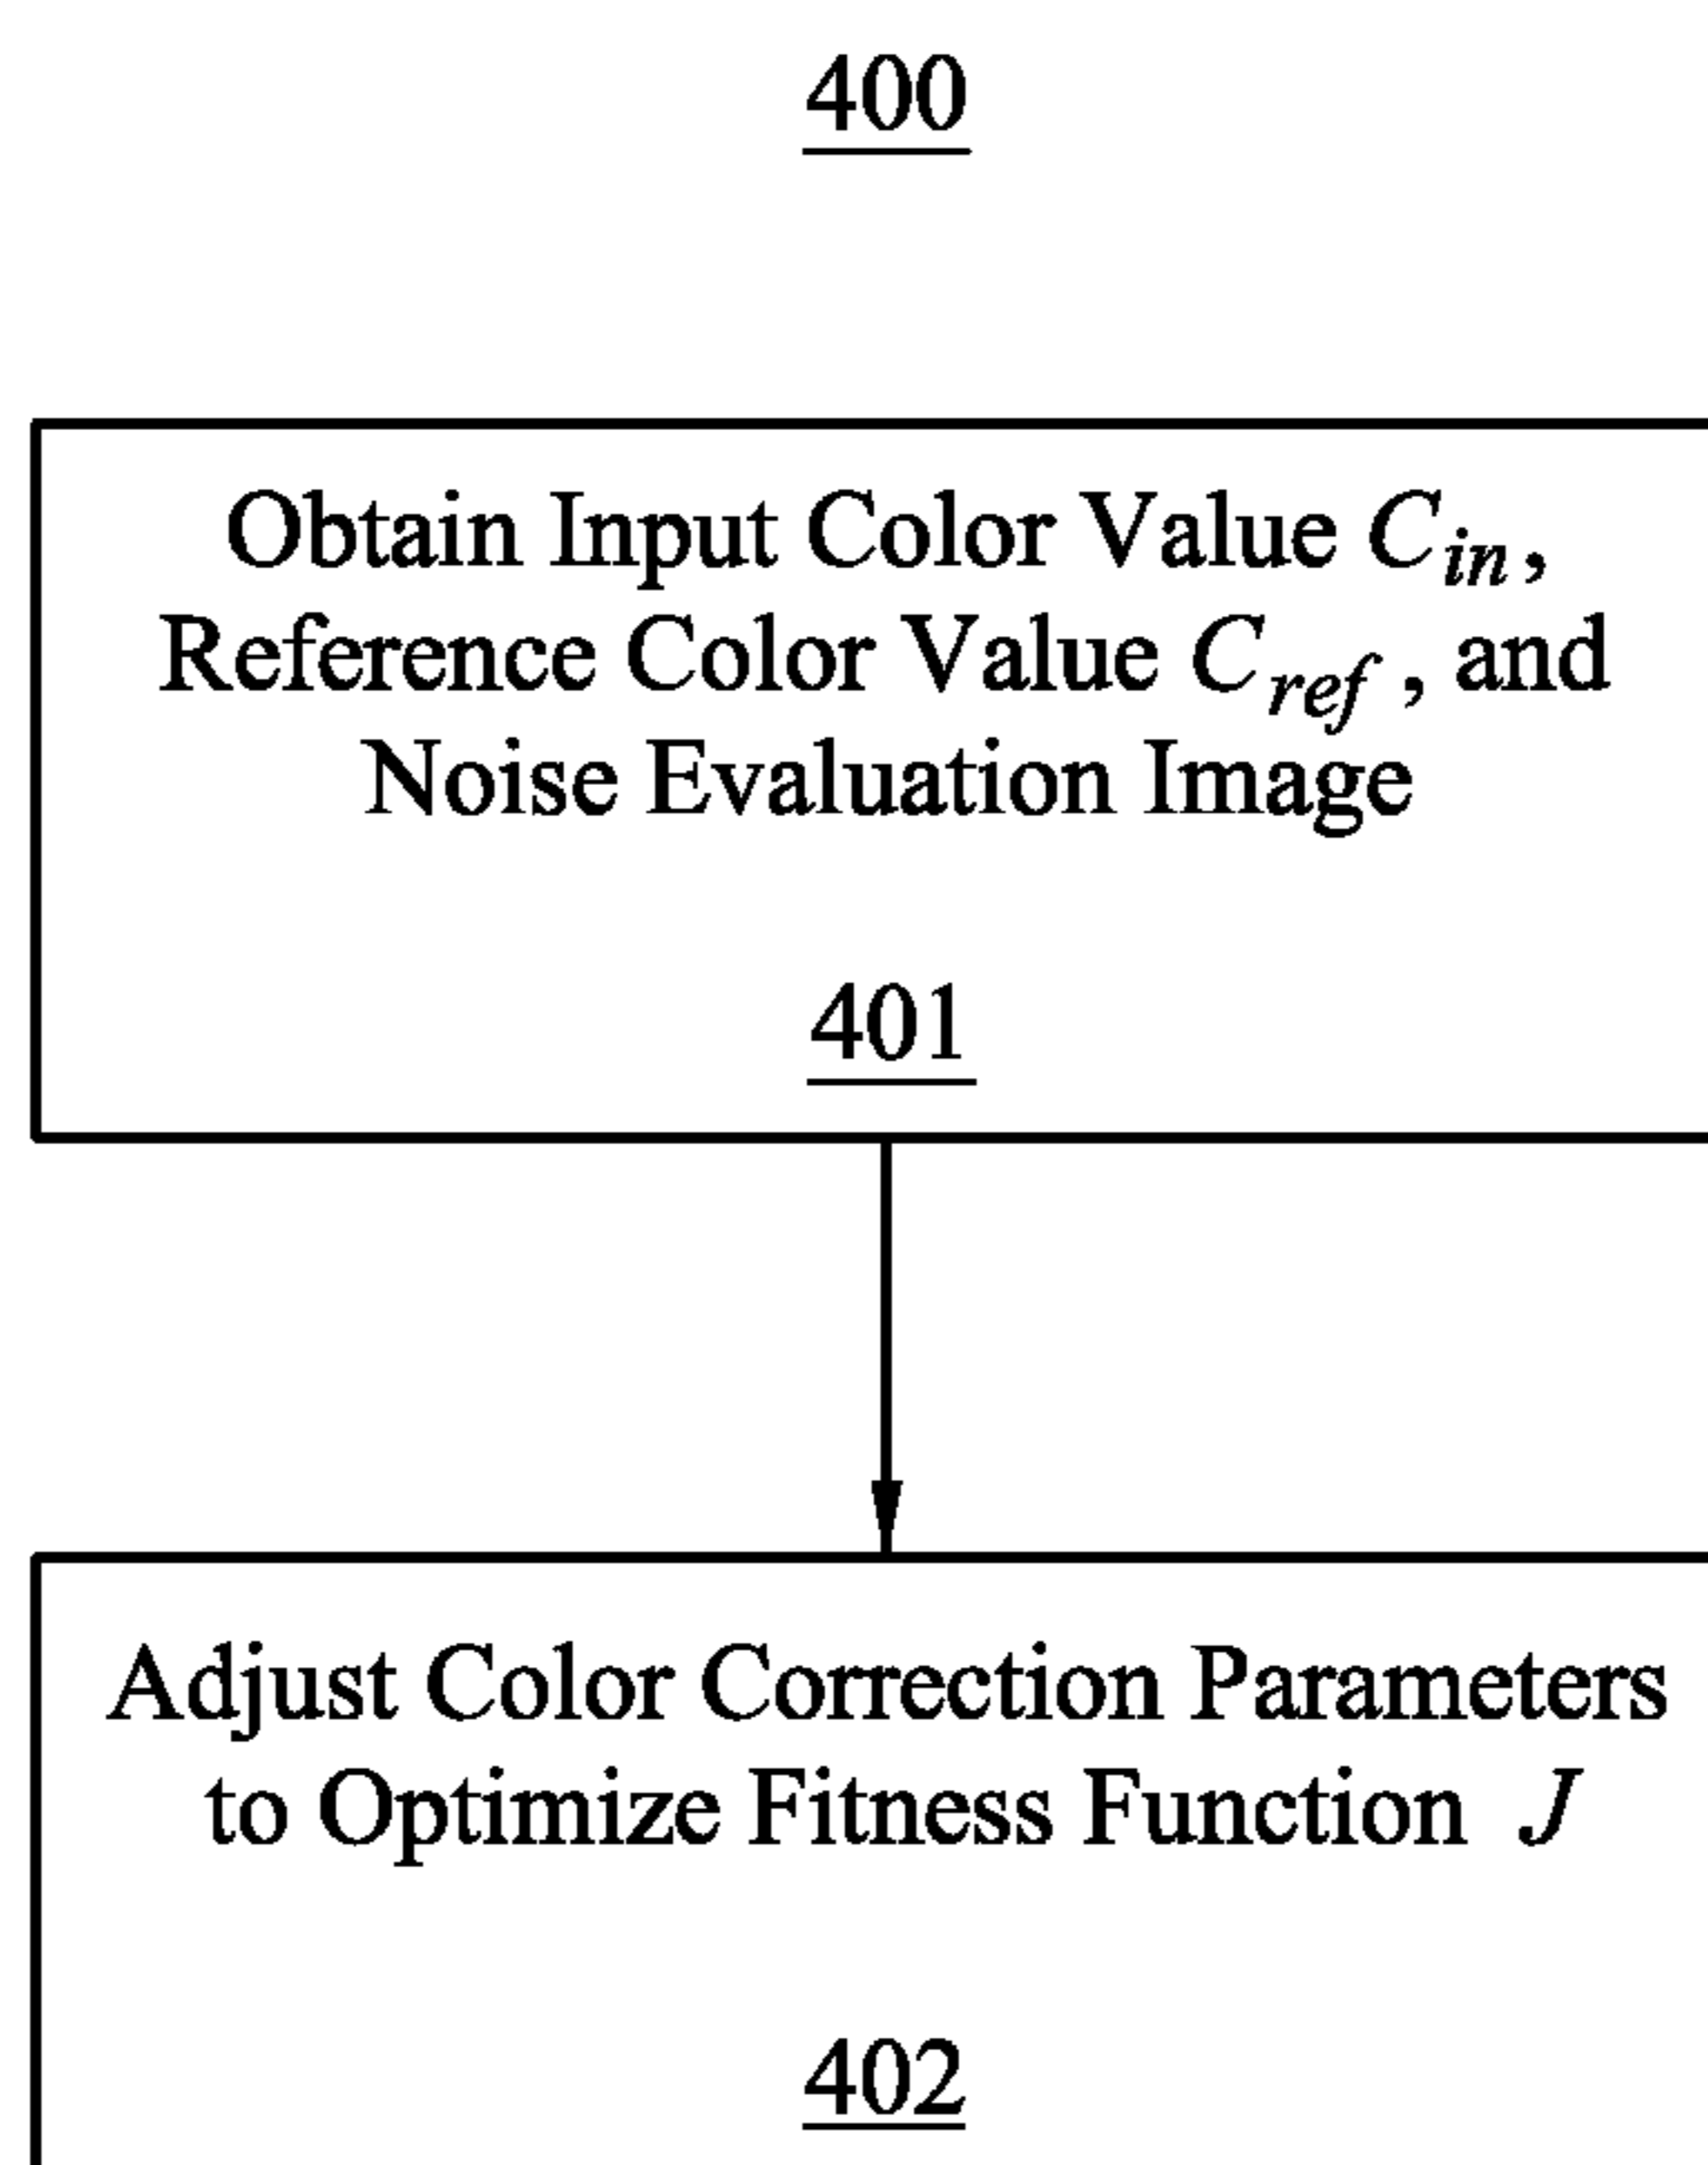 400
Obtain Input Color Value C_in,
Reference Color Value C_ref, and
Noise Evaluation Image
401
Adjust Color Correction Parameters
to Optimize Fitness Function J
402